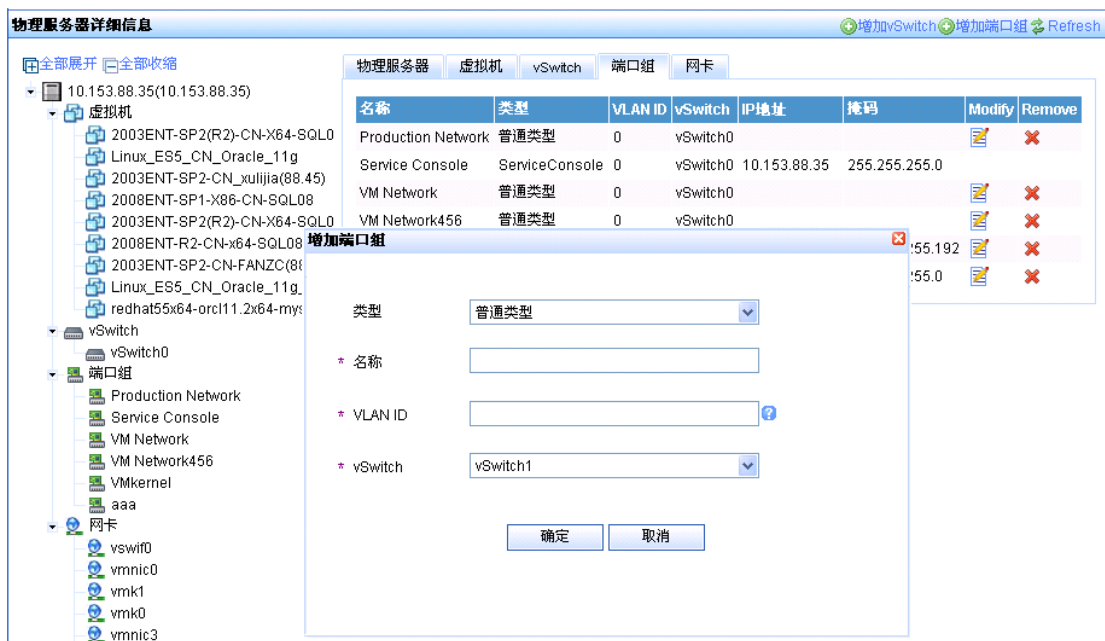 物理服务器详细信息
增加vSwitch 增加端口组 Refresh
全部展开 全部收缩
10.153.88.35(10.153.88.35)
虚拟机
2003ENT-SP2(R2)-CN-X64-SQL0
Linux_ES5_CN_Oracle_11g
2003ENT-SP2-CN_xulijia(88.45)
2008ENT-SP1-X86-CN-SQL08
2003ENT-SP2(R2)-CN-X64-SQL0
2008ENT-R2-CN-x64-SQL08
2003ENT-SP2-CN-FANZC(88
Linux_ES5_CN_Oracle_11g_
redhat55x64-orcl11.2x64-mys
vSwitch
vSwitch0
端口组
Production Network
Service Console
VM Network
VM Network456
VMkernel
aaa
网卡
vswif0
vmnic0
vmk1
vmk0
vmnic3
物理服务器 虚拟机 vSwitch 端口组 网卡
名称 类型 VLAN ID vSwitch IP地址 掩码 Modify Remove
Production Network 普通类型 0 vSwitch0
Service Console ServiceConsole 0 vSwitch0 10.153.88.35 255.255.255.0
VM Network 普通类型 0 vSwitch0
VM Network456 普通类型 0 vSwitch0
255.192
255.0
增加端口组
类型 普通类型
* 名称
* VLAN ID
* vSwitch vSwitch1
确定 取消